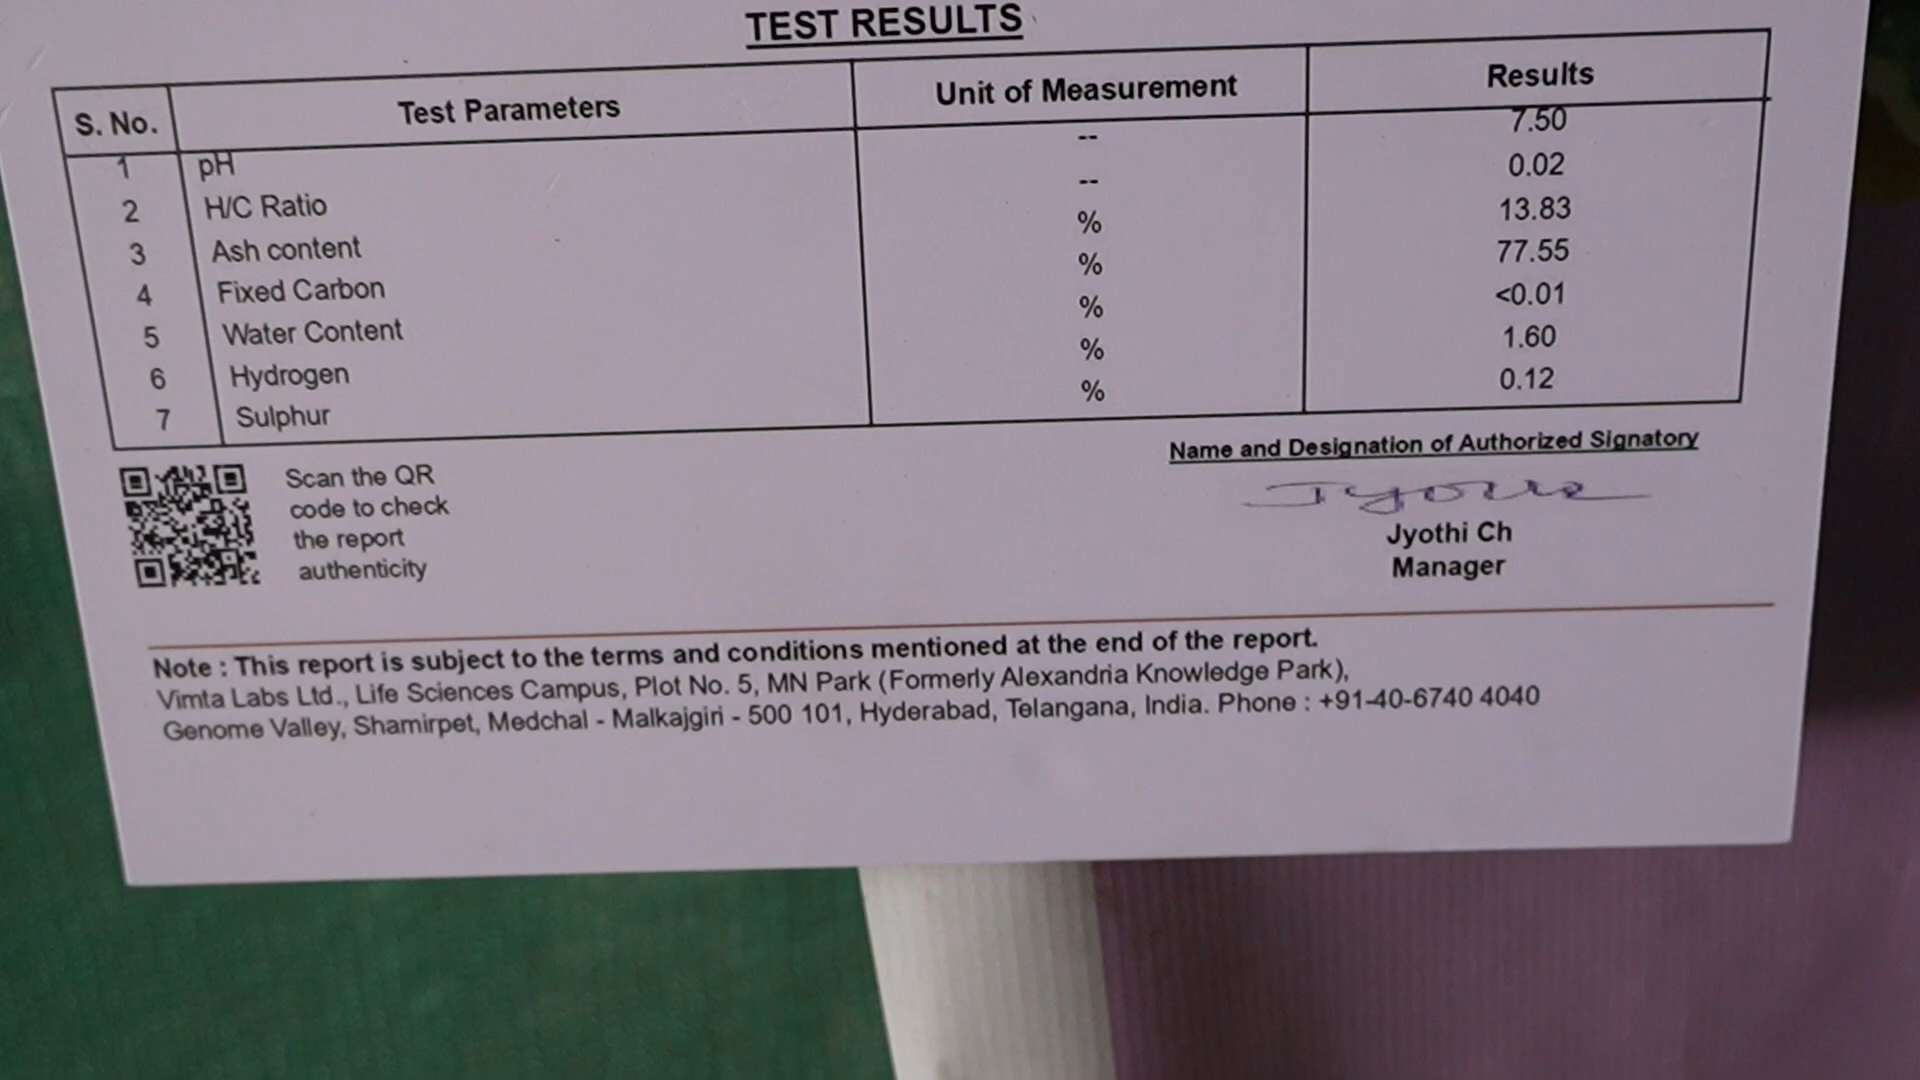 TEST RESULTS
S. No. Test Parameters Unit of Measurement Results
1 pH -- 7.50
2 H/C Ratio -- 0.02
3 Ash content % 13.83
4 Fixed Carbon % 77.55
5 Water Content % <0.01
6 Hydrogen % 1.60
7 Sulphur % 0.12
Scan the QR
code to check
the report
authenticity
Name and Designation of Authorized Signatory
Jyothi Ch
Manager
Note : This report is subject to the terms and conditions mentioned at the end of the report.
Vimta Labs Ltd., Life Sciences Campus, Plot No. 5, MN Park (Formerly Alexandria Knowledge Park),
Genome Valley, Shamirpet, Medchal - Malkajgiri - 500 101, Hyderabad, Telangana, India. Phone : +91-40-6740 4040